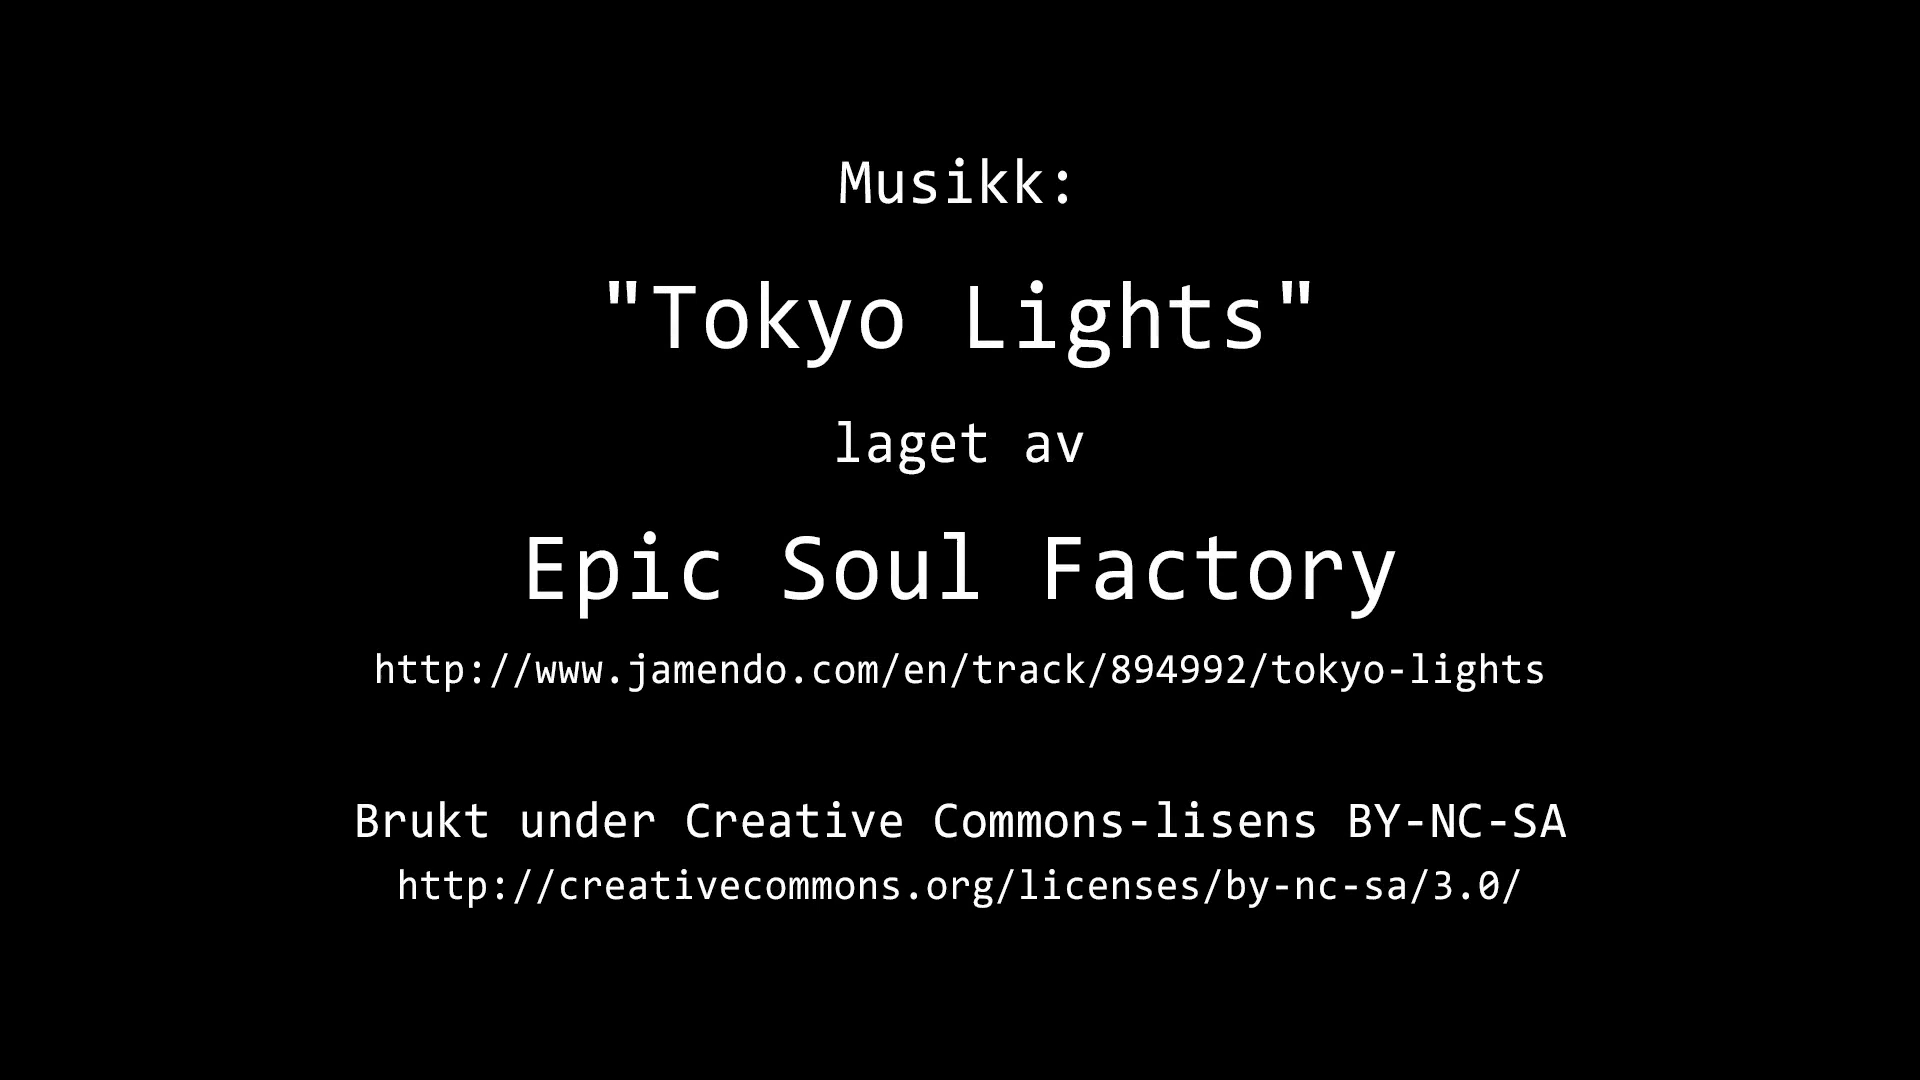 Musikk:
"Tokyo Lights"
laget av
Epic Soul Factory
http://www.jamendo.com/en/track/894992/tokyo-lights
Brukt under Creative Commons-lisens BY-NC-SA
http://creativecommons.org/licenses/by-nc-sa/3.0/